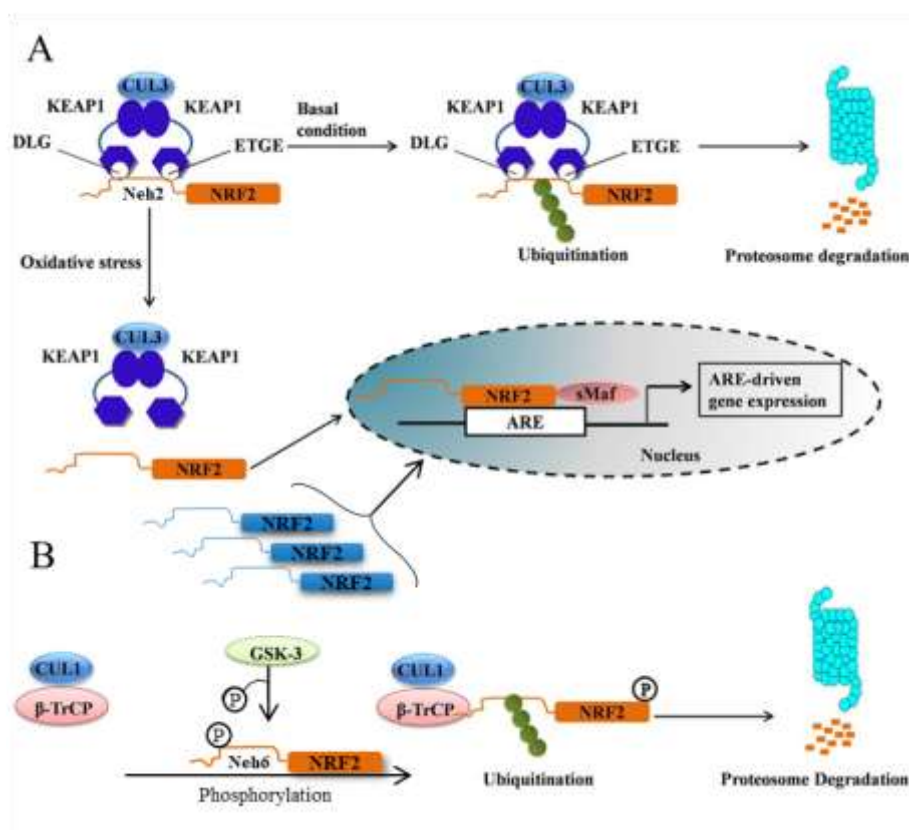 A
CUL3
KEAP1 KEAP1
DLG
ETGE
Neh2
NRF2
Basal
condition
CUL3
KEAP1 KEAP1
DLG
ETGE
NRF2
Ubiquitination
Proteosome degradation
Oxidative stress
CUL3
KEAP1 KEAP1
NRF2
NRF2
sMaf
ARE
ARE-driven
gene expression
Nucleus
NRF2
NRF2
NRF2
B
CUL1
β-TrCP
GSK-3
P
P
Neh6
NRF2
Phosphorylation
CUL1
β-TrCP
NRF2
P
Ubiquitination
Proteosome Degradation